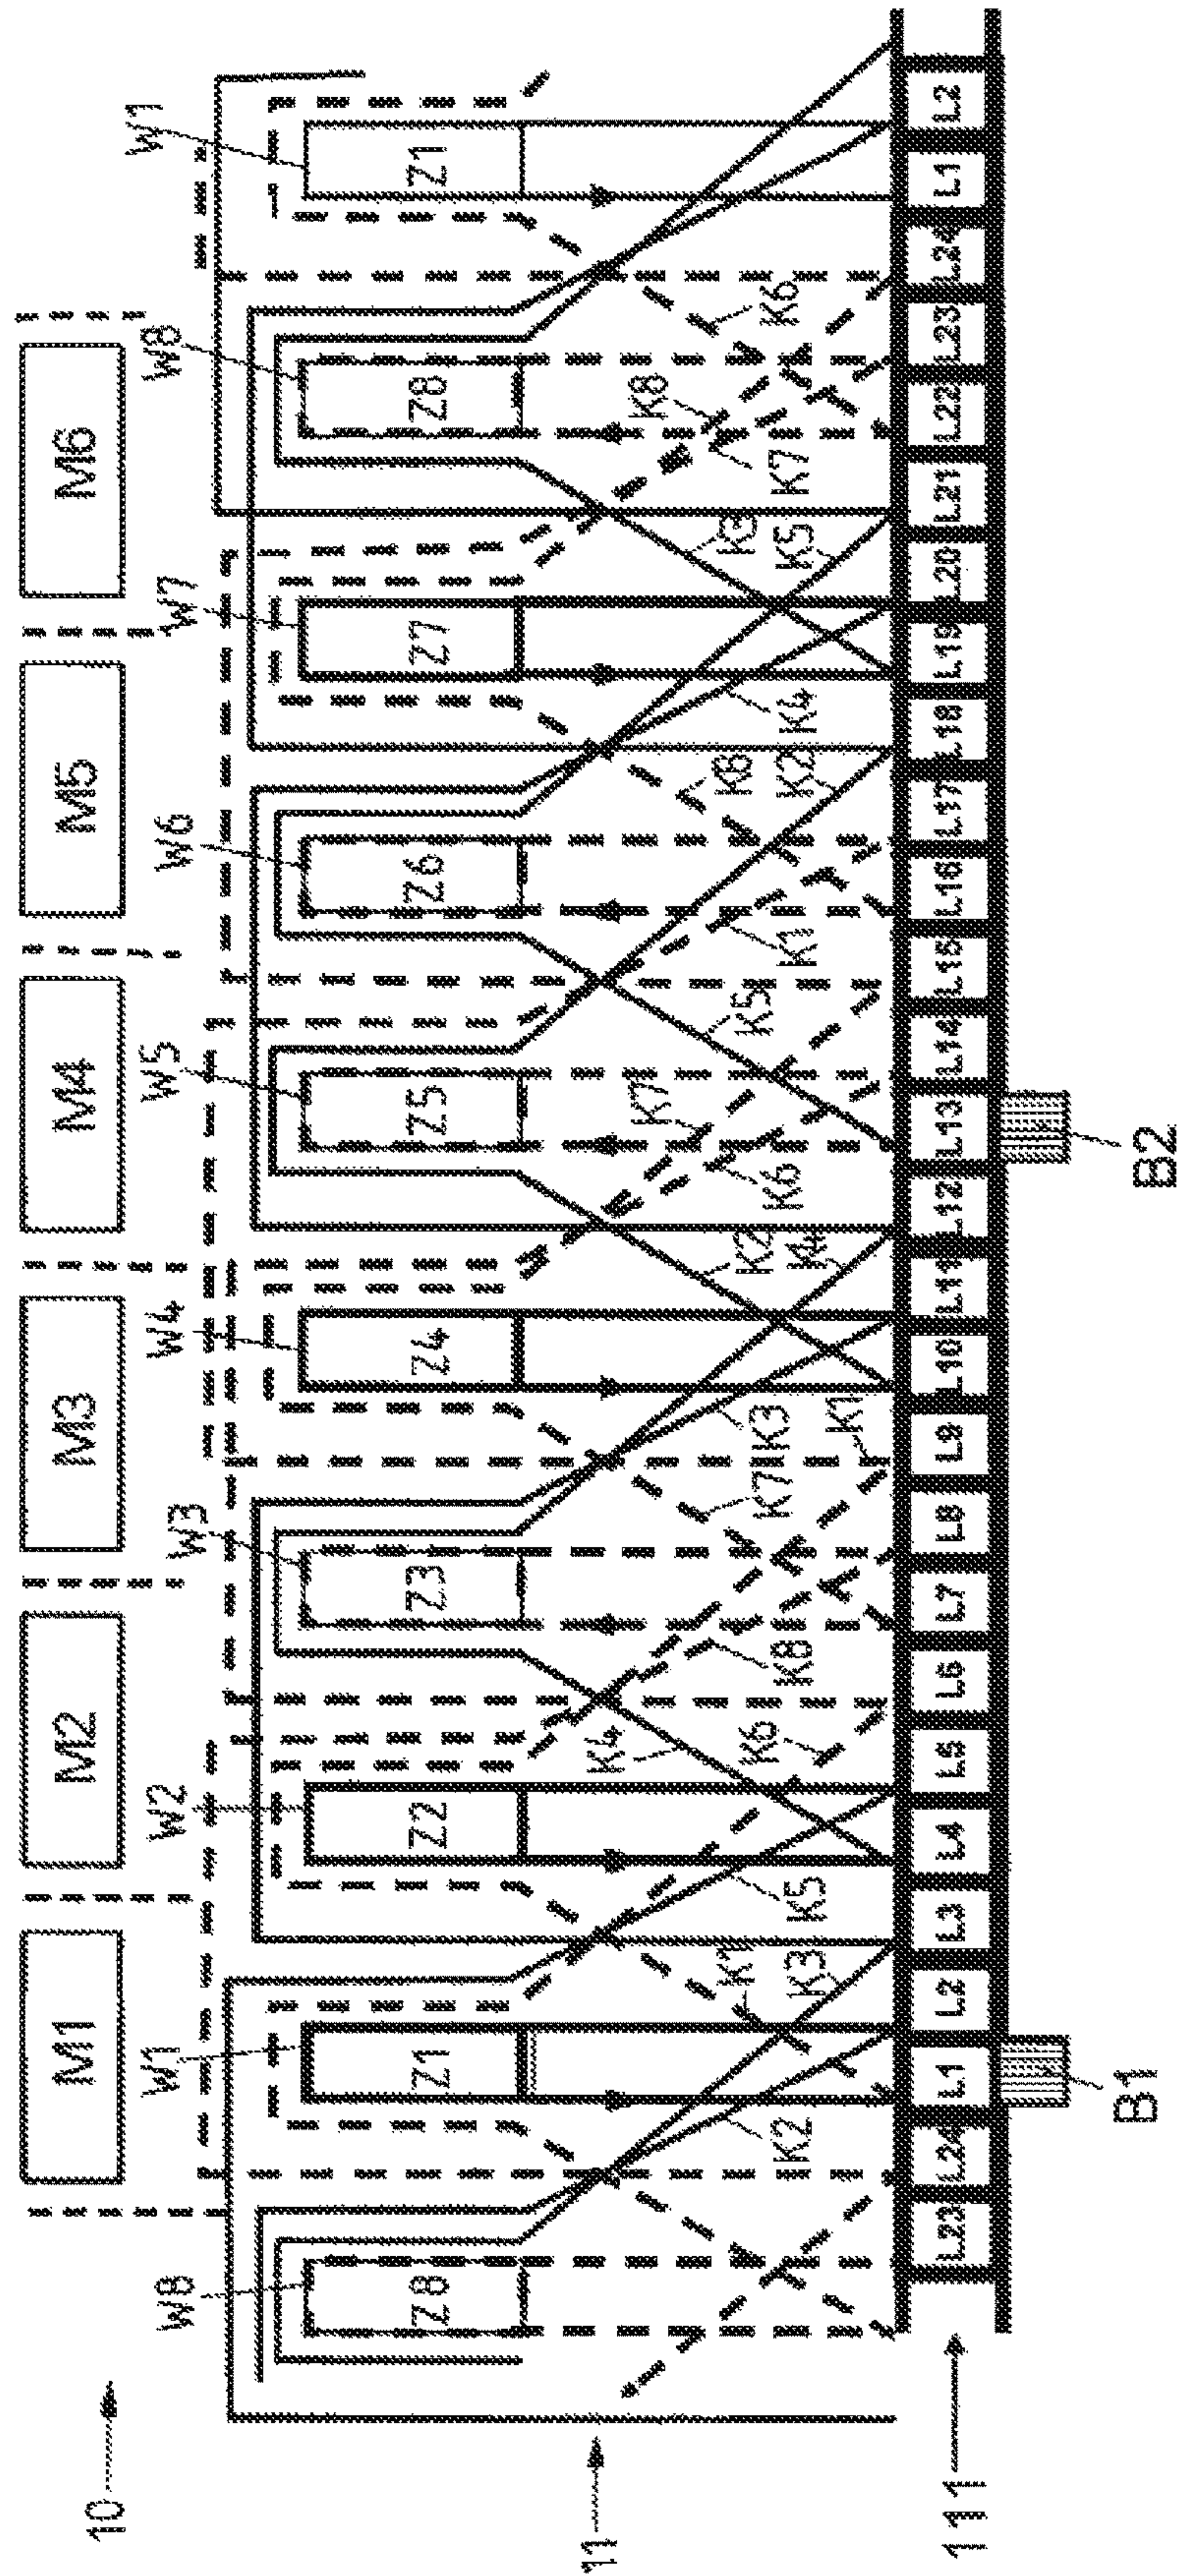 10
M1 M2 M3 M4 M5 M6
W8 W1 W2 W3 W4 W5 W6 W7 W8 W1
Z8 Z1 Z2 Z3 Z4 Z5 Z6 Z7 Z8 Z1
11
K4 K7 K8
K1 K6 K7 K2 K5 K8 K3 K6
K2 K3 K5 K8 K3 K4 K6 K1 K2 K4 K5 K7
K1
111
L23 L24 L1 L2 L3 L4 L5 L6 L7 L8 L9 L10 L11 L12 L13 L14 L15 L16 L17 L18 L19 L20 L21 L22 L23 L24 L1 L2
B1 B2